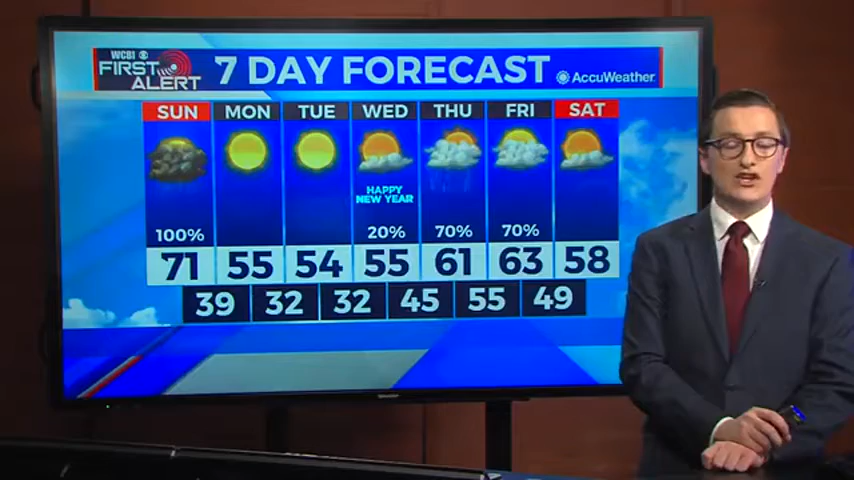 WCBI
FIRST
ALERT
7 DAY FORECAST
AccuWeather
SUN MON TUE WED THU FRI SAT
HAPPY
NEW YEAR
100% 20% 70% 70%
71 55 54 55 61 63 58
39 32 32 45 55 49
SHARP